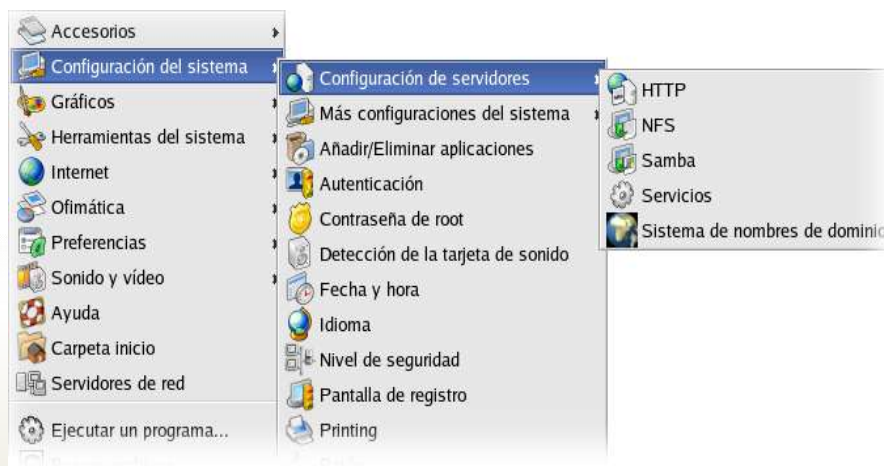 Accesorios
Configuración del sistema
Gráficos
Herramientas del sistema
Internet
Ofimática
Preferencias
Sonido y vídeo
Ayuda
Carpeta inicio
Servidores de red
Ejecutar un programa...
Configuración de servidores
Más configuraciones del sistema
Añadir/Eliminar aplicaciones
Autenticación
Contraseña de root
Detección de la tarjeta de sonido
Fecha y hora
Idioma
Nivel de seguridad
Pantalla de registro
Printing
HTTP
NFS
Samba
Servicios
Sistema de nombres de dominio